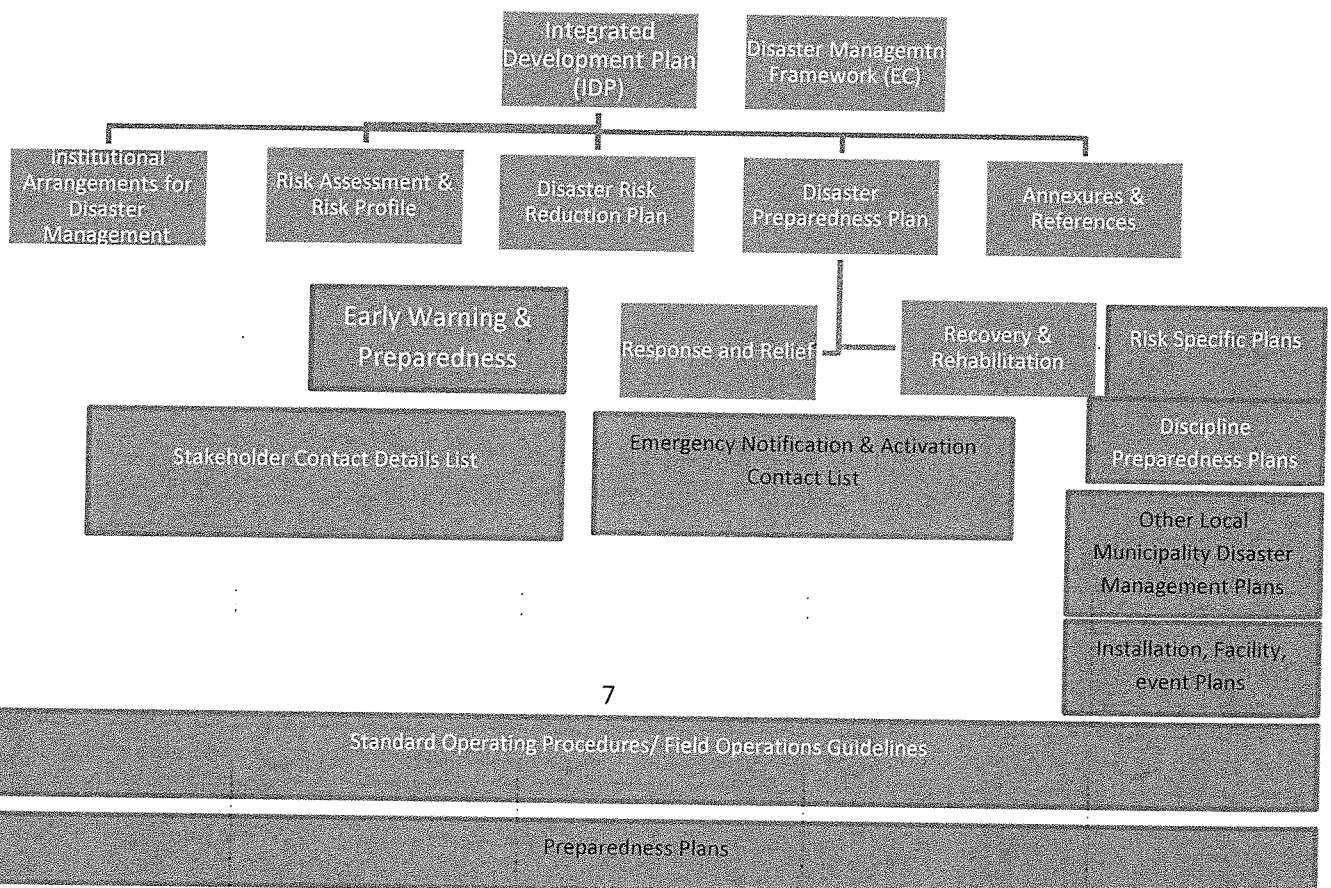 Integrated
Development Plan
(IDP)
Disaster Managemtn
Framework (EC)
Institutional
Arrangements for
Disaster
Management
Risk Assessment &
Risk Profile
Disaster Risk
Reduction Plan
Disaster
Preparedness Plan
Annexures &
References
Early Warning &
Preparedness
Response and Relief
Recovery &
Rehabilitation
Risk Specific Plans
Stakeholder Contact Details List
Emergency Notification & Activation
Contact List
Discipline
Preparedness Plans
Other Local
Municipality Disaster
Management Plans
Installation, Facility,
event Plans
7
Standard Operating Procedures/ Field Operations Guidelines
Preparedness Plans